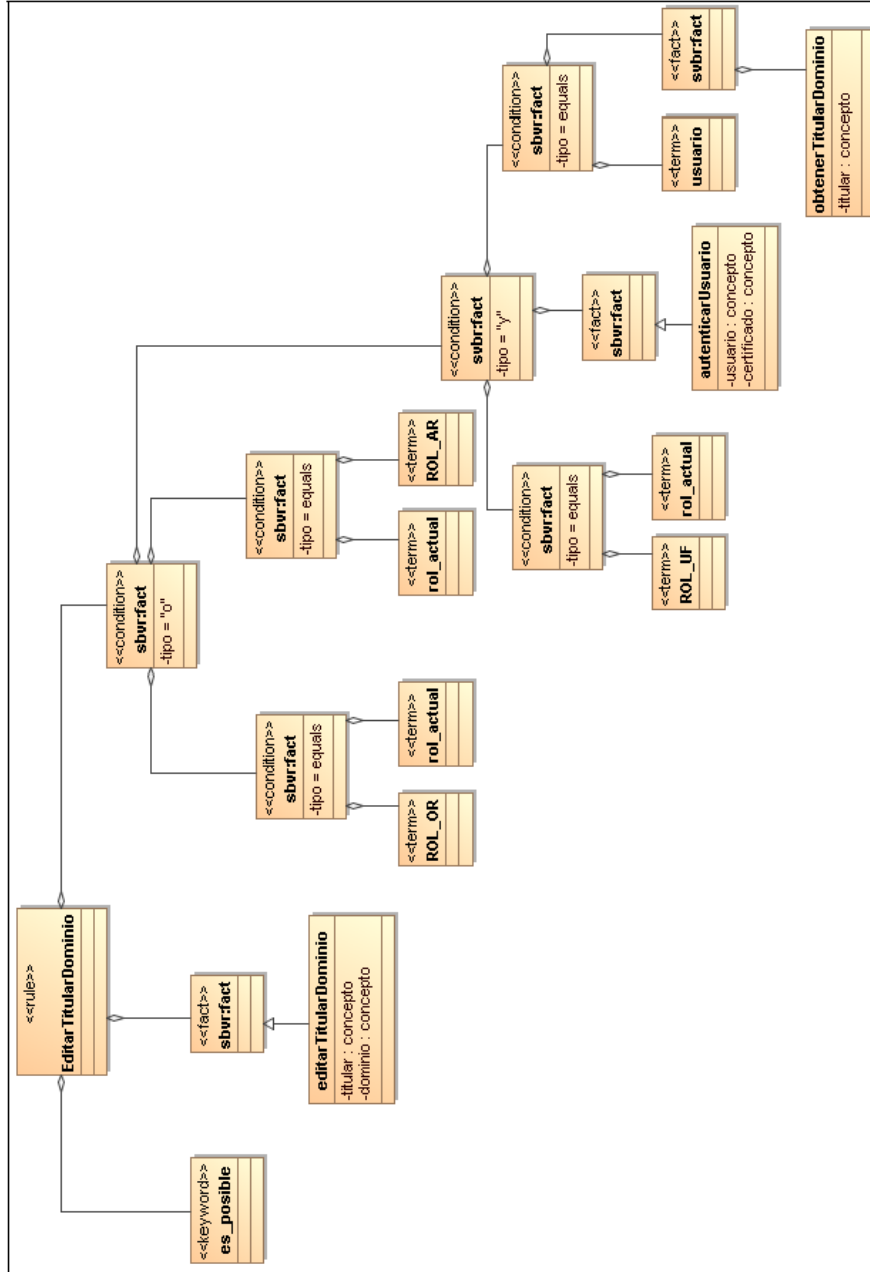 <<rule>>
EditarTitularDominio
<<condition>>
sbvr:fact
-tipo = "o"
<<keyword>>
es_posible
<<fact>>
sbvr:fact
<<condition>>
sbvr:fact
-tipo = equals
<<condition>>
sbvr:fact
-tipo = equals
editarTitularDominio
-titular : concepto
-dominio : concepto
<<term>>
ROL_OR
<<term>>
rol_actual
<<term>>
rol_actual
<<term>>
ROL_AR
<<condition>>
svbr:fact
-tipo = "y"
<<condition>>
sbvr:fact
-tipo = equals
<<fact>>
sbvr:fact
<<condition>>
sbvr:fact
-tipo = equals
<<term>>
ROL_UF
<<term>>
rol_actual
autenticarUsuario
-usuario : concepto
-certificado : concepto
<<term>>
usuario
<<fact>>
svbr:fact
obtenerTitularDominio
-titular : concepto